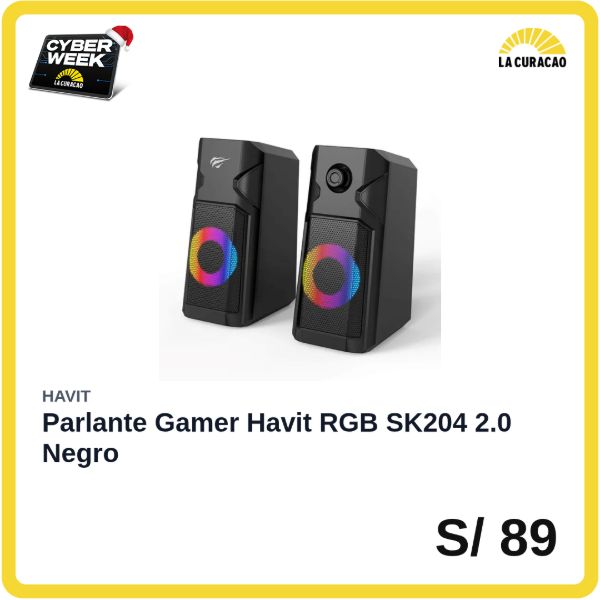 CYBER
WEEK
LA CURACAO
LA CURACAO
HAVIT
Parlante Gamer Havit RGB SK204 2.0
Negro
S/ 89